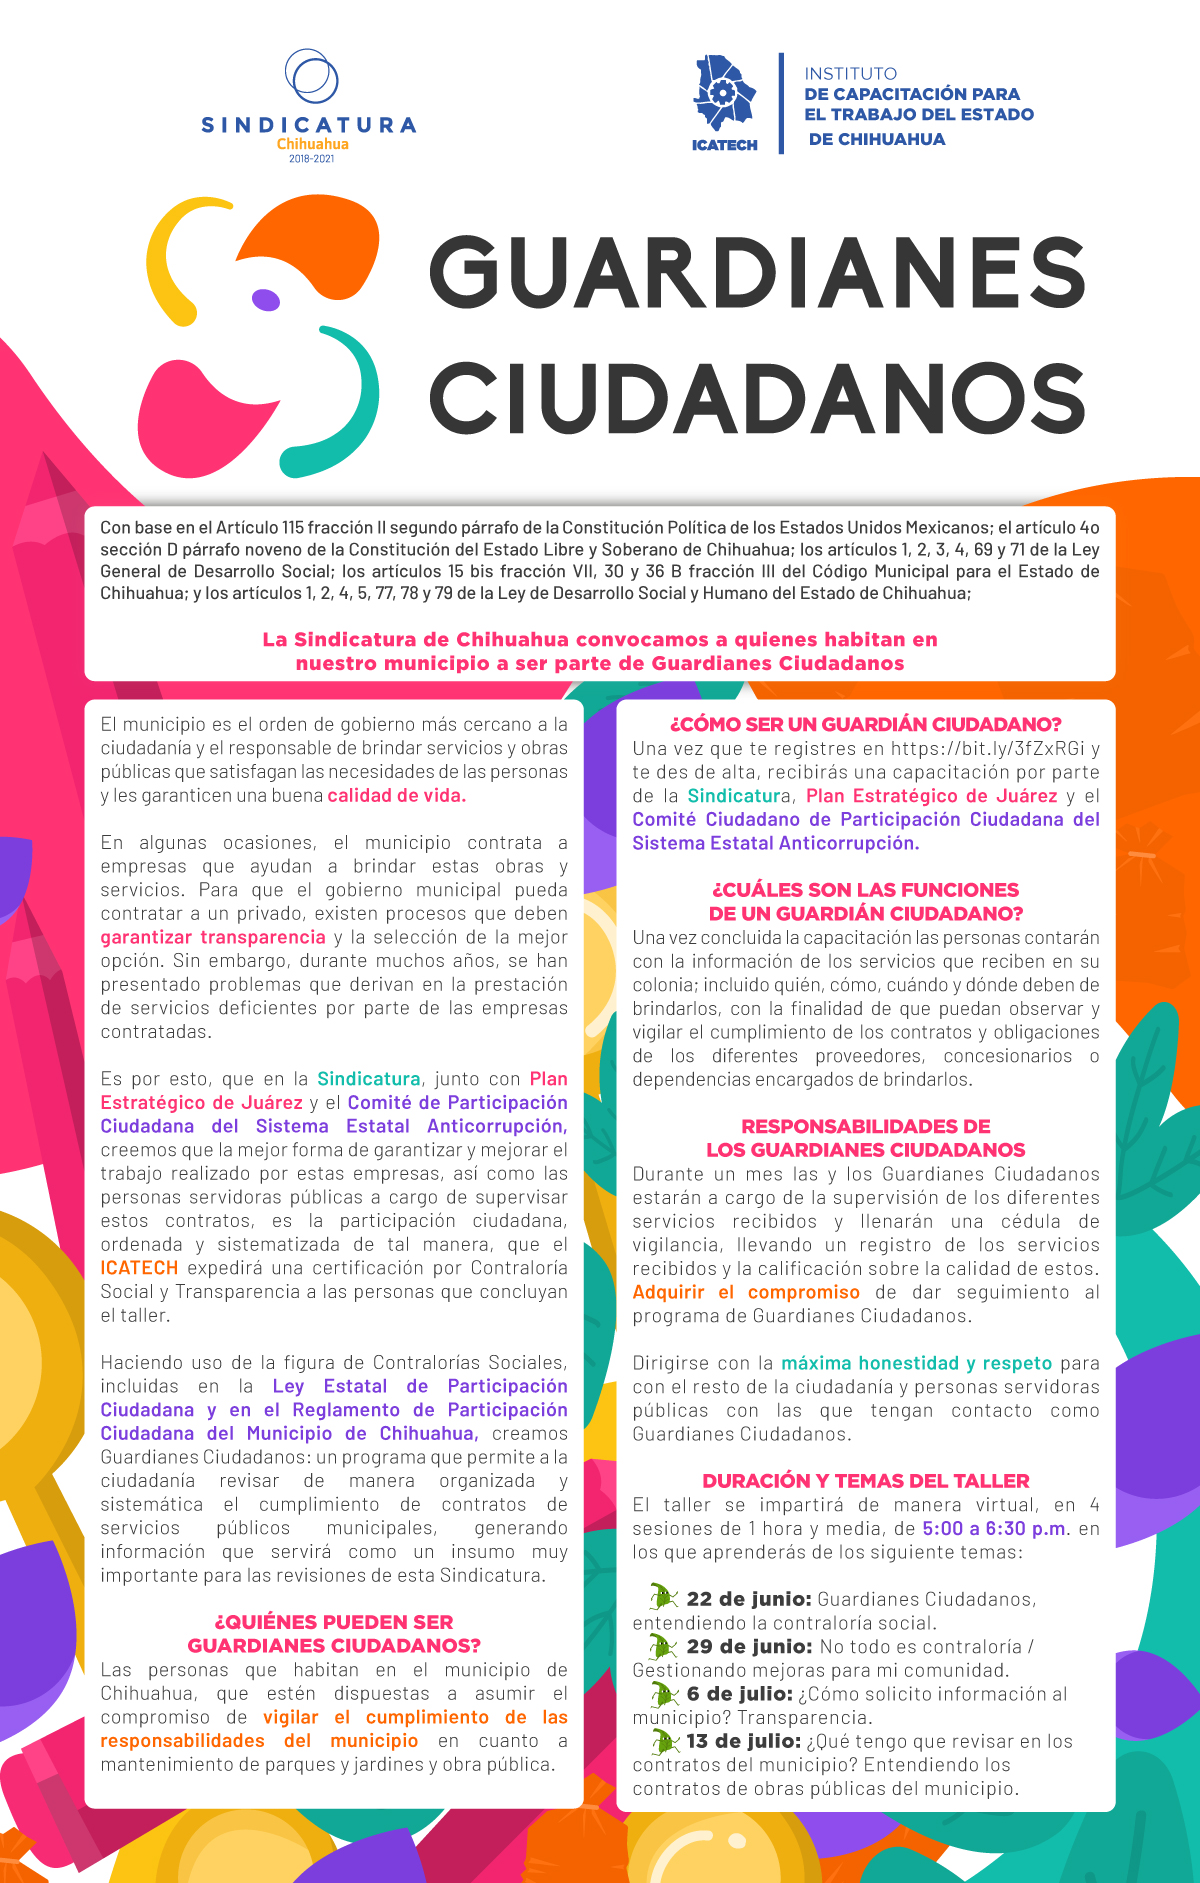 SINDICATURA
Chihuahua
2018-2021
ICATECH
INSTITUTO
DE CAPACITACIÓN PARA
EL TRABAJO DEL ESTADO
DE CHIHUAHUA
GUARDIANES
CIUDADANOS
Con base en el Artículo 115 fracción II segundo párrafo de la Constitución Política de los Estados Unidos Mexicanos; el artículo 4o
sección D párrafo noveno de la Constitución del Estado Libre y Soberano de Chihuahua; los artículos 1, 2, 3, 4, 69 y 71 de la Ley
General de Desarrollo Social; los artículos 15 bis fracción VII, 30 y 36 B fracción III del Código Municipal para el Estado de
Chihuahua; y los artículos 1, 2, 4, 5, 77, 78 y 79 de la Ley de Desarrollo Social y Humano del Estado de Chihuahua;
La Sindicatura de Chihuahua convocamos a quienes habitan en
nuestro municipio a ser parte de Guardianes Ciudadanos
El municipio es el orden de gobierno más cercano a la
ciudadanía y el responsable de brindar servicios y obras
públicas que satisfagan las necesidades de las personas
y les garanticen una buena calidad de vida.
En algunas ocasiones, el municipio contrata a
empresas que ayudan a brindar estas obras y
servicios. Para que el gobierno municipal pueda
contratar a un privado, existen procesos que deben
garantizar transparencia y la selección de la mejor
opción. Sin embargo, durante muchos años, se han
presentado problemas que derivan en la prestación
de servicios deficientes por parte de las empresas
contratadas.
Es por esto, que en la Sindicatura, junto con Plan
Estratégico de Juárez y el Comité de Participación
Ciudadana del Sistema Estatal Anticorrupción,
creemos que la mejor forma de garantizar y mejorar el
trabajo realizado por estas empresas, así como las
personas servidoras públicas a cargo de supervisar
estos contratos, es la participación ciudadana,
ordenada y sistematizada de tal manera, que el
ICATECH expedirá una certificación por Contraloría
Social y Transparencia a las personas que concluyan
el taller.
Haciendo uso de la figura de Contralorías Sociales,
incluidas en la Ley Estatal de Participación
Ciudadana y en el Reglamento de Participación
Ciudadana del Municipio de Chihuahua, creamos
Guardianes Ciudadanos: un programa que permite a la
ciudadanía revisar de manera organizada y
sistemática el cumplimiento de contratos de
servicios públicos municipales, generando
información que servirá como un insumo muy
importante para las revisiones de esta Sindicatura.
¿QUIÉNES PUEDEN SER
GUARDIANES CIUDADANOS?
Las personas que habitan en el municipio de
Chihuahua, que estén dispuestas a asumir el
compromiso de vigilar el cumplimiento de las
responsabilidades del municipio en cuanto a
mantenimiento de parques y jardines y obra pública.
¿CÓMO SER UN GUARDIÁN CIUDADANO?
Una vez que te registres en https://bit.ly/3fZxRGi y
te des de alta, recibirás una capacitación por parte
de la Sindicatura, Plan Estratégico de Juárez y el
Comité Ciudadano de Participación Ciudadana del
Sistema Estatal Anticorrupción.
¿CUÁLES SON LAS FUNCIONES
DE UN GUARDIÁN CIUDADANO?
Una vez concluida la capacitación las personas contarán
con la información de los servicios que reciben en su
colonia; incluido quién, cómo, cuándo y dónde deben de
brindarlos, con la finalidad de que puedan observar y
vigilar el cumplimiento de los contratos y obligaciones
de los diferentes proveedores, concesionarios o
dependencias encargados de brindarlos.
RESPONSABILIDADES DE
LOS GUARDIANES CIUDADANOS
Durante un mes las y los Guardianes Ciudadanos
estarán a cargo de la supervisión de los diferentes
servicios recibidos y llenarán una cédula de
vigilancia, llevando un registro de los servicios
recibidos y la calificación sobre la calidad de estos.
Adquirir el compromiso de dar seguimiento al
programa de Guardianes Ciudadanos.
Dirigirse con la máxima honestidad y respeto para
con el resto de la ciudadanía y personas servidoras
públicas con las que tengan contacto como
Guardianes Ciudadanos.
DURACIÓN Y TEMAS DEL TALLER
El taller se impartirá de manera virtual, en 4
sesiones de 1 hora y media, de 5:00 a 6:30 p.m. en
los que aprenderás de los siguiente temas:
22 de junio: Guardianes Ciudadanos,
entendiendo la contraloría social.
29 de junio: No todo es contraloría /
Gestionando mejoras para mi comunidad.
6 de julio: ¿Cómo solicito información al
municipio? Transparencia.
13 de julio: ¿Qué tengo que revisar en los
contratos del municipio? Entendiendo los
contratos de obras públicas del municipio.